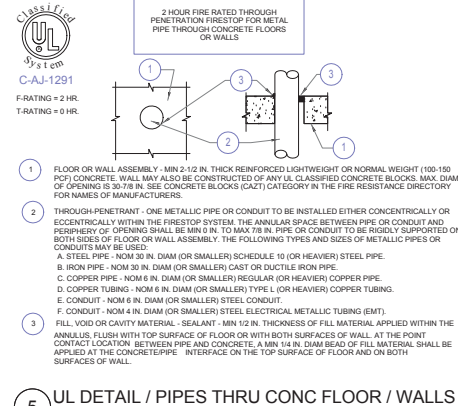 Classified
UL
System
C-AJ-1291
F-RATING = 2 HR.
T-RATING = 0 HR.
2 HOUR FIRE RATED THROUGH
PENETRATION FIRESTOP FOR METAL
PIPE THROUGH CONCRETE FLOORS
OR WALLS
1
3
3
2
1
1 FLOOR OR WALL ASSEMBLY - MIN 2-1/2 IN. THICK REINFORCED LIGHTWEIGHT OR NORMAL WEIGHT (100-150
PCF) CONCRETE. WALL MAY ALSO BE CONSTRUCTED OF ANY UL CLASSIFIED CONCRETE BLOCKS. MAX. DIAM
OF OPENING IS 30-7/8 IN. SEE CONCRETE BLOCKS (CAZT) CATEGORY IN THE FIRE RESISTANCE DIRECTORY
FOR NAMES OF MANUFACTURERS.
2 THROUGH-PENETRANT - ONE METALLIC PIPE OR CONDUIT TO BE INSTALLED EITHER CONCENTRICALLY OR
ECCENTRICALLY WITHIN THE FIRESTOP SYSTEM. THE ANNULAR SPACE BETWEEN PIPE OR CONDUIT AND
PERIPHERY OF OPENING SHALL BE MIN 0 IN. TO MAX 7/8 IN. PIPE OR CONDUIT TO BE RIGIDLY SUPPORTED ON
BOTH SIDES OF FLOOR OR WALL ASSEMBLY. THE FOLLOWING TYPES AND SIZES OF METALLIC PIPES OR
CONDUITS MAY BE USED:
A. STEEL PIPE - NOM 30 IN. DIAM (OR SMALLER) SCHEDULE 10 (OR HEAVIER) STEEL PIPE.
B. IRON PIPE - NOM 30 IN. DIAM (OR SMALLER) CAST OR DUCTILE IRON PIPE.
C. COPPER PIPE - NOM 6 IN. DIAM (OR SMALLER) REGULAR (OR HEAVIER) COPPER PIPE.
D. COPPER TUBING - NOM 6 IN. DIAM (OR SMALLER) TYPE L (OR HEAVIER) COPPER TUBING.
E. CONDUIT - NOM 6 IN. DIAM (OR SMALLER) STEEL CONDUIT.
F. CONDUIT - NOM 4 IN. DIAM (OR SMALLER) STEEL ELECTRICAL METALLIC TUBING (EMT).
3 FILL, VOID OR CAVITY MATERIAL - SEALANT - MIN 1/2 IN. THICKNESS OF FILL MATERIAL APPLIED WITHIN THE
ANNULUS, FLUSH WITH TOP SURFACE OF FLOOR OR WITH BOTH SURFACES OF WALL. AT THE POINT
CONTACT LOCATION BETWEEN PIPE AND CONCRETE, A MIN 1/4 IN. DIAM BEAD OF FILL MATERIAL SHALL BE
APPLIED AT THE CONCRETE/PIPE INTERFACE ON THE TOP SURFACE OF FLOOR AND ON BOTH
SURFACES OF WALL.
5 UL DETAIL / PIPES THRU CONC FLOOR / WALLS